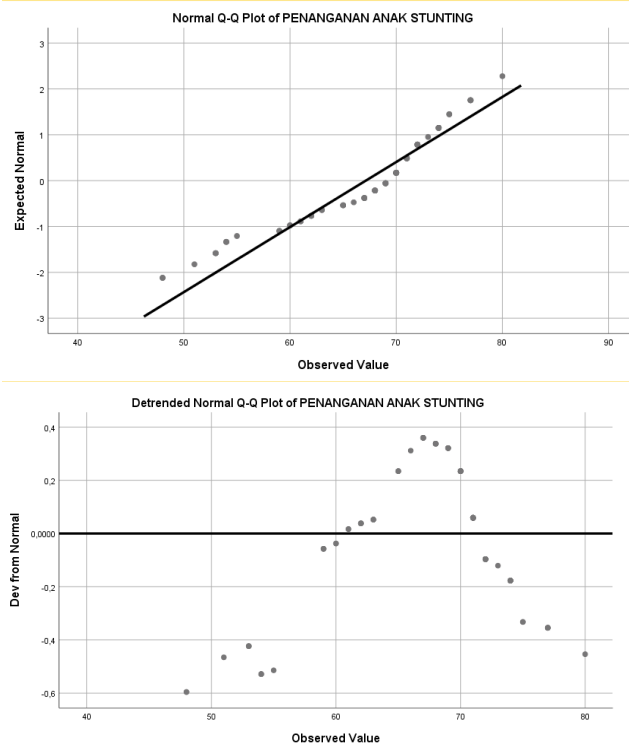 Normal Q-Q Plot of PENANGANAN ANAK STUNTING
3
2
1
0
-1
-2
-3
Expected Normal
40 50 60 70 80 90
Observed Value
Detrended Normal Q-Q Plot of PENANGANAN ANAK STUNTING
0,4
0,2
0,0000
-0,2
-0,4
-0,6
Dev from Normal
40 50 60 70 80
Observed Value